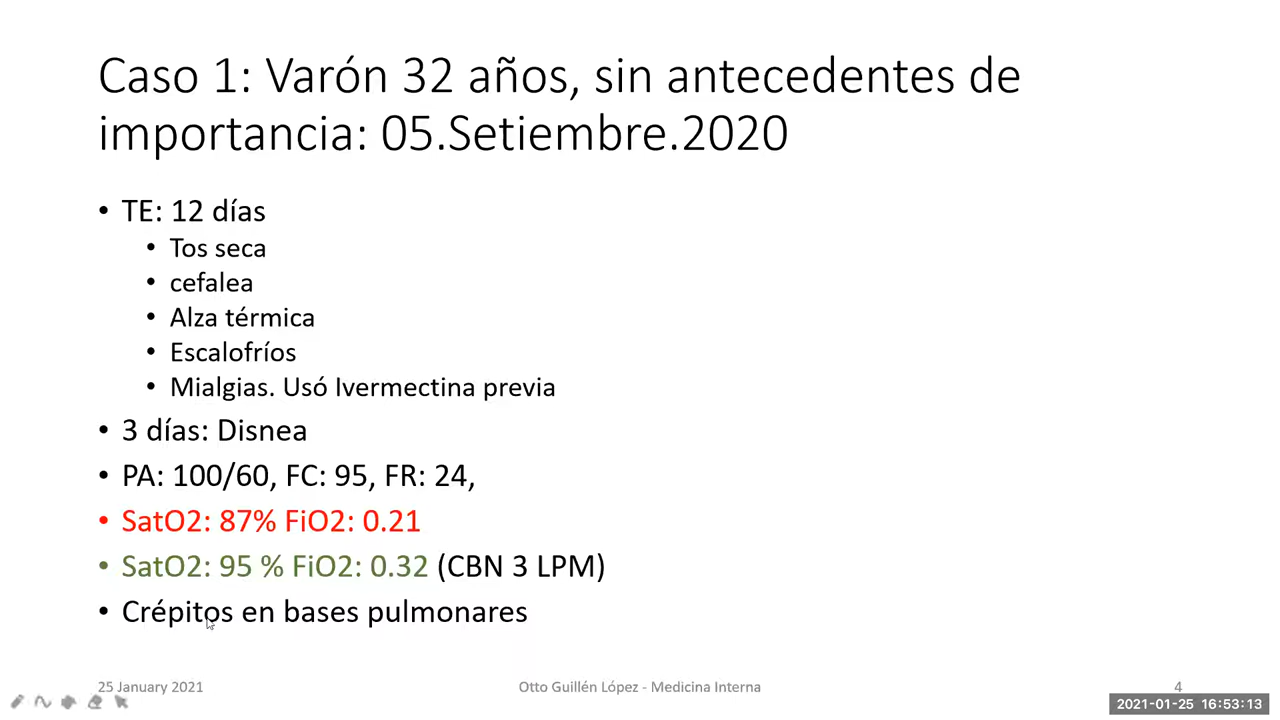 Caso 1: Varón 32 años, sin antecedentes de
importancia: 05.Setiembre.2020
• TE: 12 días
• Tos seca
• cefalea
• Alza térmica
• Escalofríos
• Mialgias. Usó Ivermectina previa
• 3 días: Disnea
• PA: 100/60, FC: 95, FR: 24,
• SatO2: 87% FiO2: 0.21
• SatO2: 95 % FiO2: 0.32 (CBN 3 LPM)
• Crépitos en bases pulmonares
25 January 2021
Otto Guillén López - Medicina Interna
4
2021-01-25 16:53:13